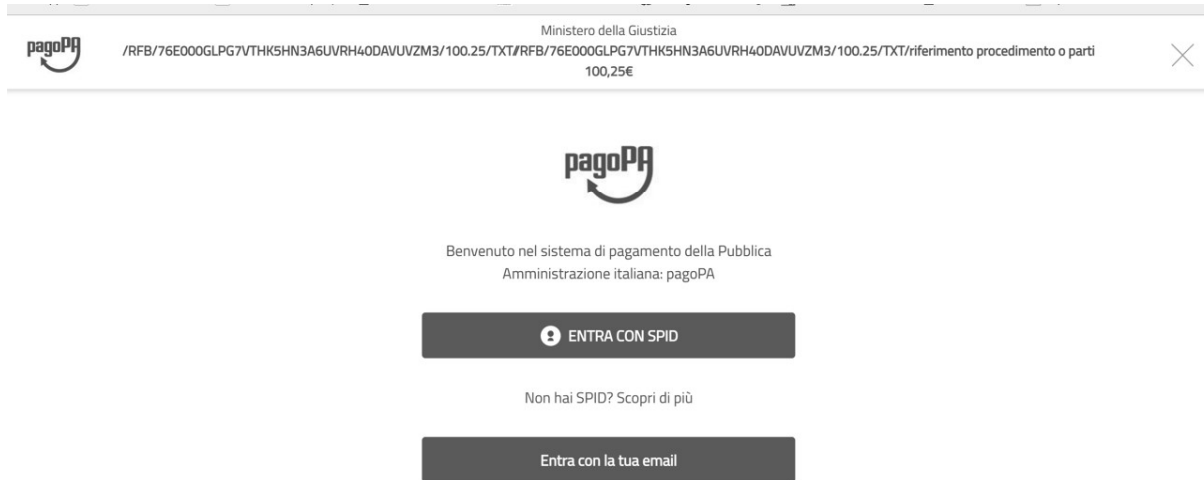 pagoPA
Ministero della Giustizia
/RFB/76E000GLPG7VTHK5HN3A6UVRH40DAVUVZM3/100.25/TXT//RFB/76E000GLPG7VTHK5HN3A6UVRH40DAVUVZM3/100.25/TXT/riferimento procedimento o parti
100,25€
pagoPA
Benvenuto nel sistema di pagamento della Pubblica
Amministrazione italiana: pagoPA
ENTRA CON SPID
Non hai SPID? Scopri di più
Entra con la tua email